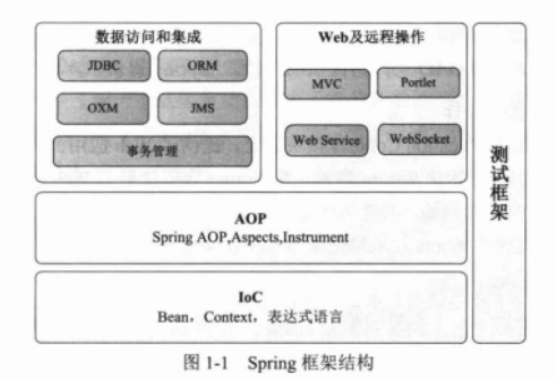 数据访问和集成
JDBC
ORM
OXM
JMS
事务管理
Web及远程操作
MVC
Portlet
Web Service
WebSocket
测试框架
AOP
Spring AOP,Aspects,Instrument
IoC
Bean，Context，表达式语言
图 1-1 Spring 框架结构